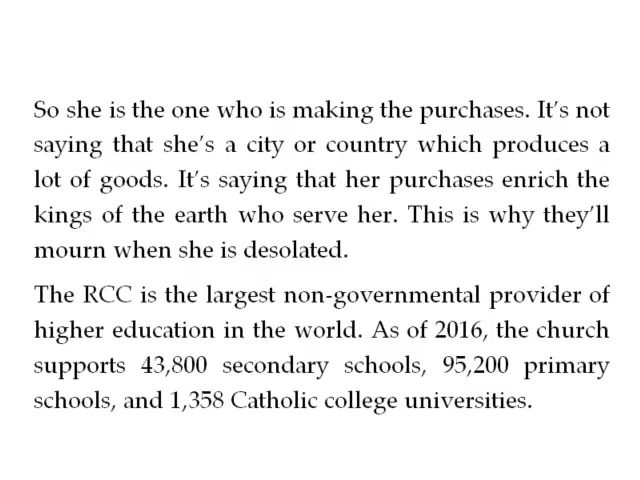 So she is the one who is making the purchases. It’s not
saying that she’s a city or country which produces a
lot of goods. It’s saying that her purchases enrich the
kings of the earth who serve her. This is why they’ll
mourn when she is desolated.
The RCC is the largest non-governmental provider of
higher education in the world. As of 2016, the church
supports 43,800 secondary schools, 95,200 primary
schools, and 1,358 Catholic college universities.